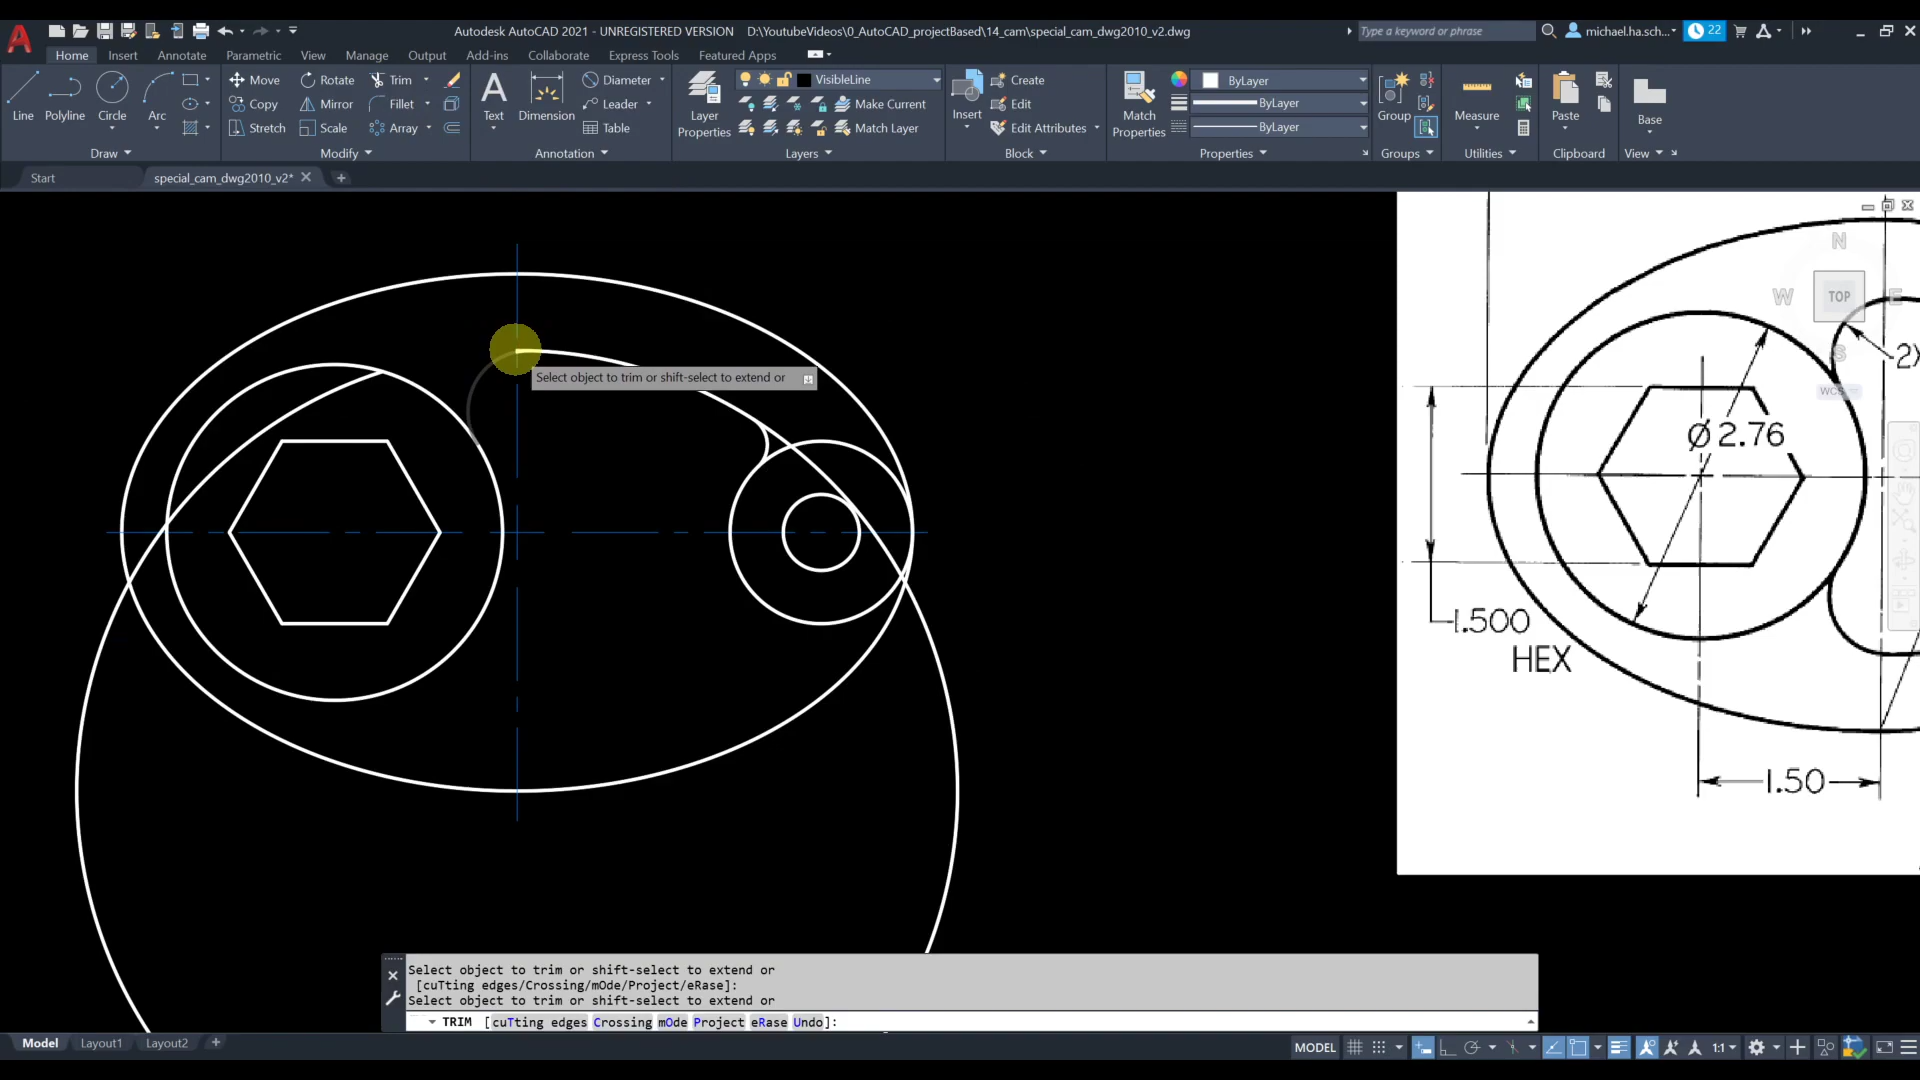 Autodesk AutoCAD 2021 - UNREGISTERED VERSION D:\YoutubeVideos\0_AutoCAD_projectBased\14_cam\special_cam_dwg2010_v2.dwg
Type a keyword or phrase
michael.ha.sch...
22
Home Insert Annotate Parametric View Manage Output Add-ins Collaborate Express Tools Featured Apps
Line
Polyline
Circle
Arc
Draw
Move Rotate Trim
Copy Mirror Fillet
Stretch Scale Array
Modify
Text
Dimension
Diameter
Leader
Table
Annotation
Layer
Properties
VisibleLine
Make Current
Match Layer
Layers
Insert
Create
Edit
Edit Attributes
Block
Match
Properties
ByLayer
ByLayer
ByLayer
Properties
Group
Groups
Measure
Utilities
Paste
Clipboard
Base
View
Start
special_cam_dwg2010_v2*
Select object to trim or shift-select to extend or
N
W
TOP
E
S
WCS
2X
Ø 2.76
1.500
HEX
1.50
Select object to trim or shift-select to extend or
[cuTting edges/Crossing/mOde/Project/eRase]:
Select object to trim or shift-select to extend or
TRIM [cuTting edges Crossing mOde Project eRase Undo]:
Model Layout1 Layout2
MODEL
1:1